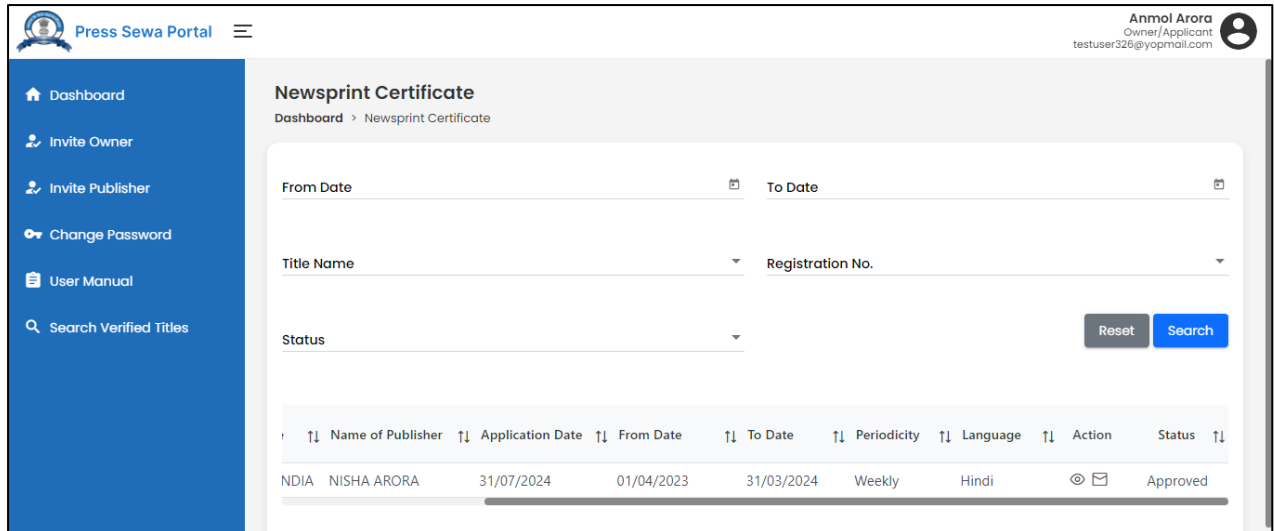 Press Sewa Portal
Anmol Arora
Owner/Applicant
testuser326@yopmail.com
Dashboard
Invite Owner
Invite Publisher
Change Password
User Manual
Search Verified Titles
Newsprint Certificate
Dashboard > Newsprint Certificate
From Date To Date
Title Name Registration No.
Status Reset Search
Name of Publisher Application Date From Date To Date Periodicity Language Action Status
NDIA NISHA ARORA 31/07/2024 01/04/2023 31/03/2024 Weekly Hindi Approved